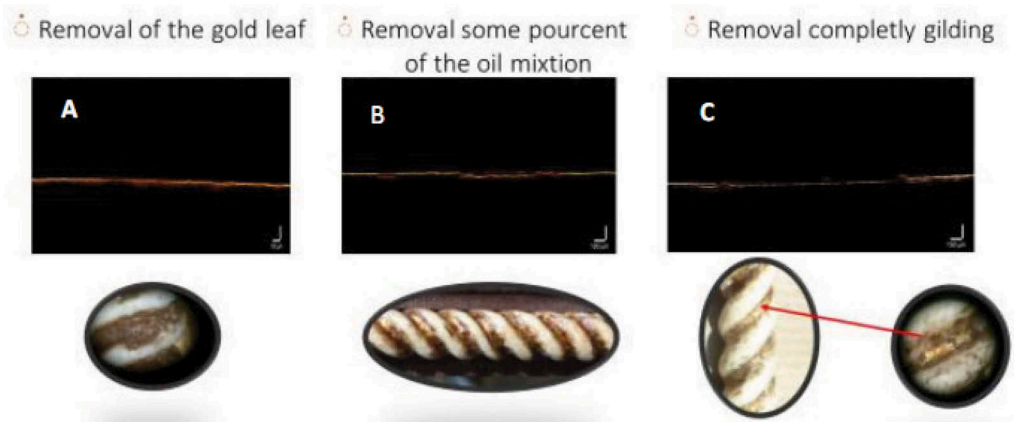 Removal of the gold leaf
Removal some pourcent
of the oil mixtion
Removal completly gilding
A
B
C